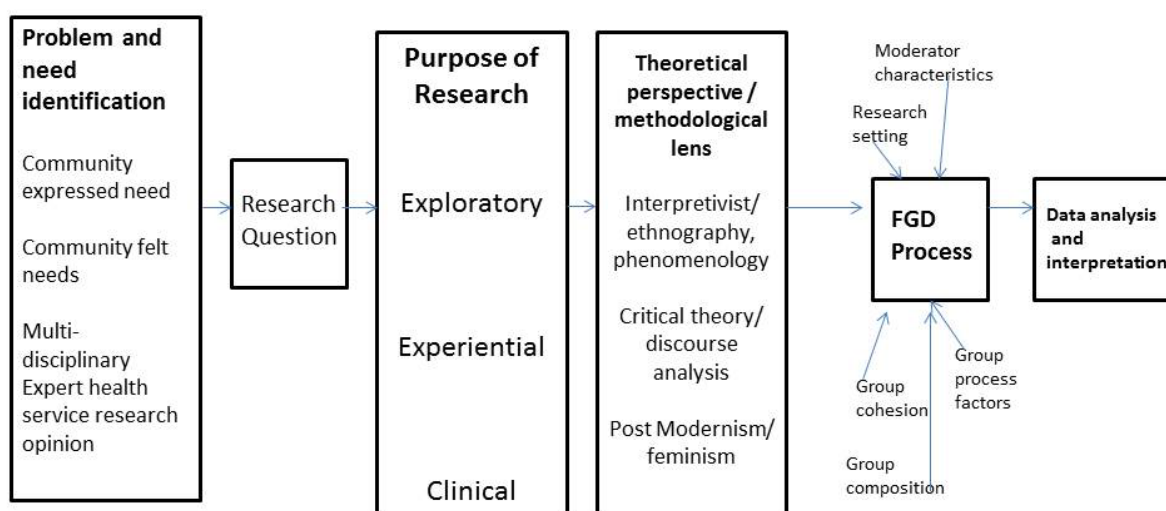 Problem and
need
identification
Community
expressed need
Community felt
needs
Multi-
disciplinary
Expert health
service research
opinion
Research
Question
Purpose of
Research
Exploratory
Experiential
Clinical
Theoretical
perspective /
methodological
lens
Interpretivist/
ethnography,
phenomenology
Critical theory/
discourse
analysis
Post Modernism/
feminism
Moderator
characteristics
Research
setting
FGD
Process
Group
cohesion
Group
process
factors
Group
composition
Data analysis
and
interpretation